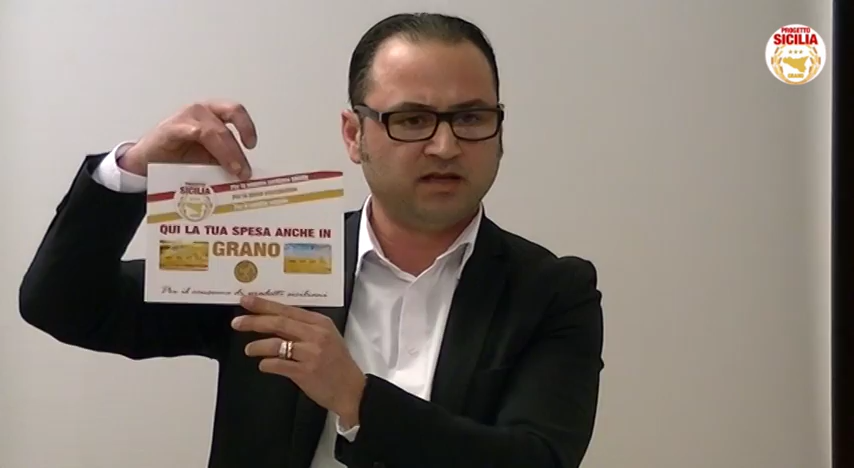 PROGETTO
SICILIA
GRANO
PROGETTO
SICILIA
QUI LA TUA SPESA ANCHE IN
GRANO
Per il consumo di prodotti siciliani